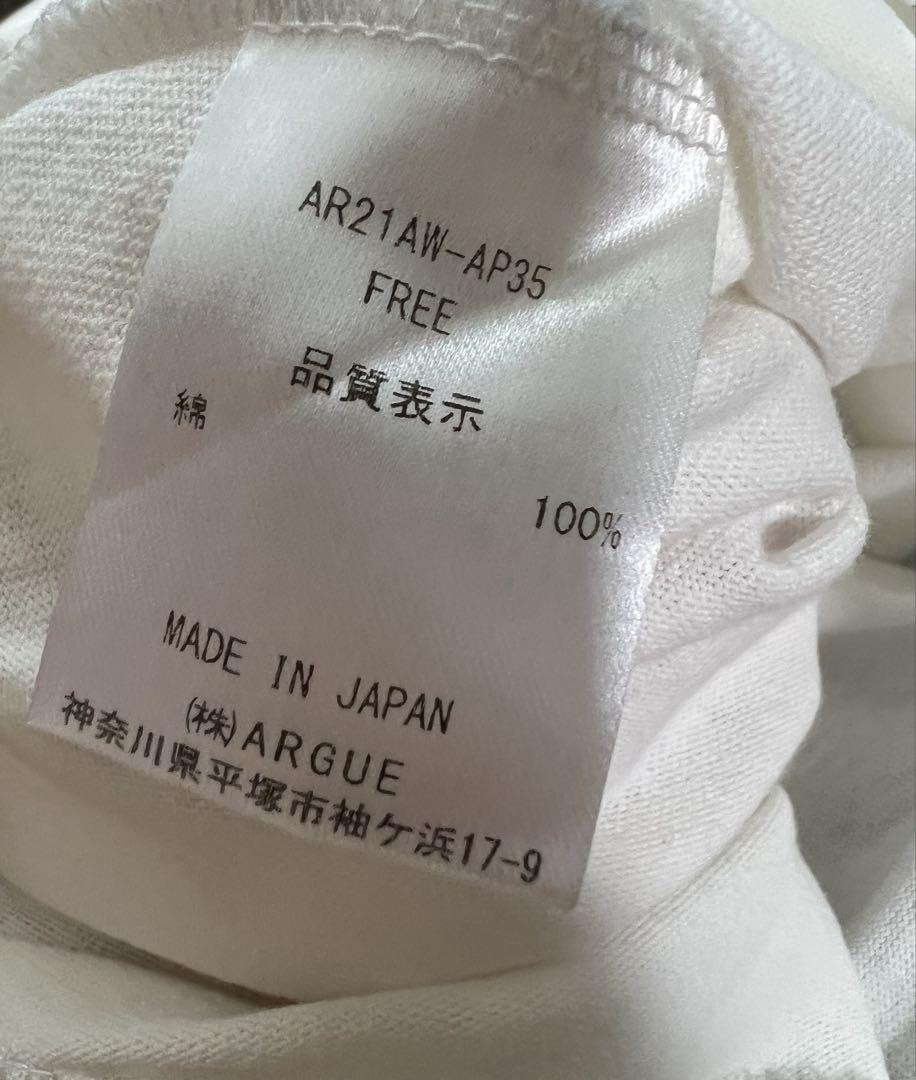 AR21AW-AP35
FREE
品質表示
綿 100%
MADE IN JAPAN
(株)ARGUE
神奈川県平塚市袖ケ浜17-9